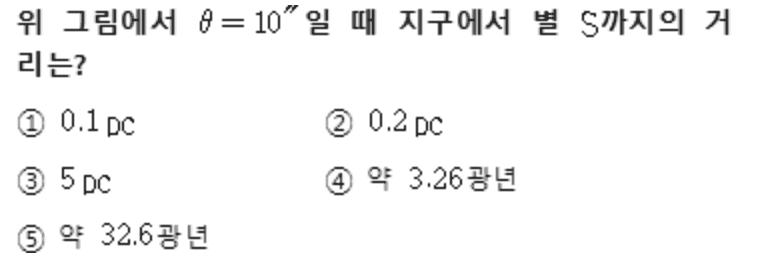 위 그림에서 θ = 10″일 때 지구에서 별 S까지의 거
리는?
① 0.1 pc ② 0.2 pc
③ 5 pc ④ 약 3.26광년
⑤ 약 32.6광년